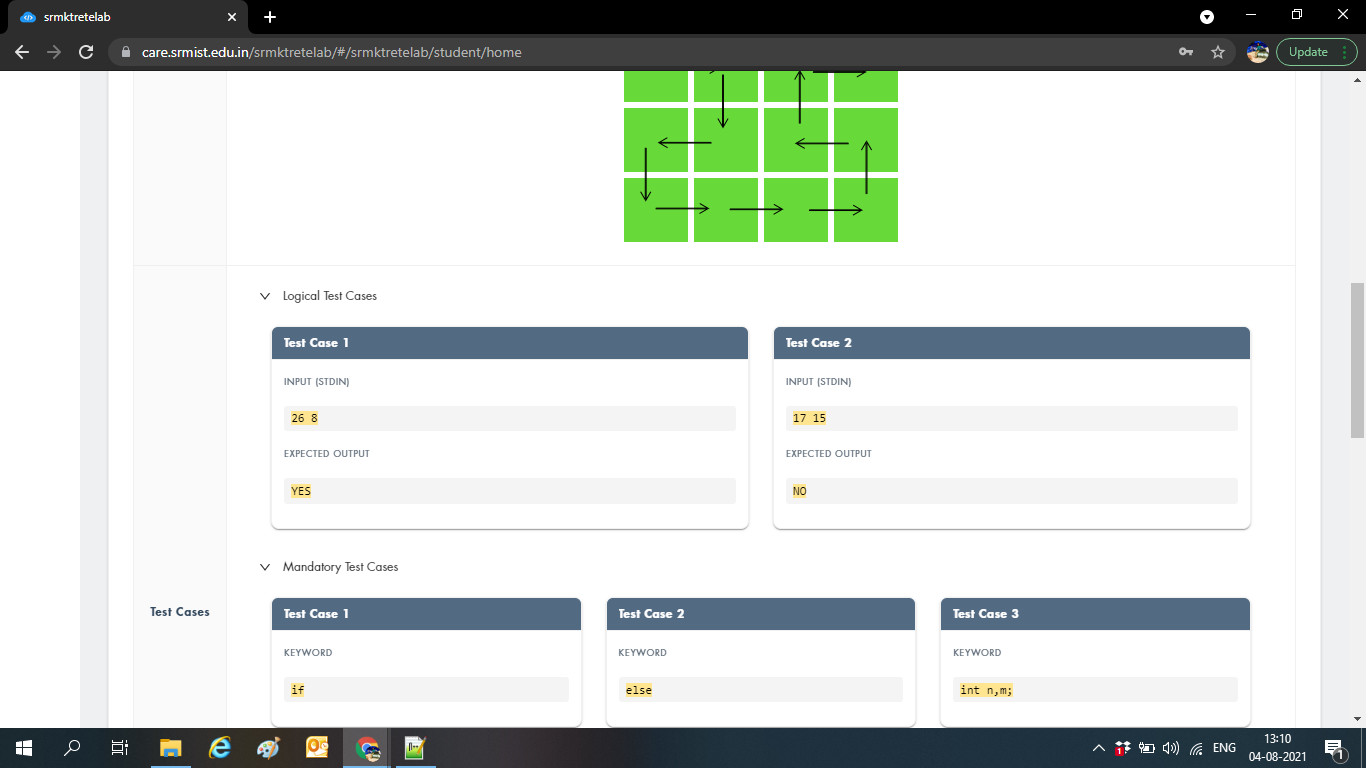 srmktretelab
care.srmist.edu.in/srmktretelab/#/srmktretelab/student/home
Update
Logical Test Cases
Test Case 1
INPUT (STDIN)
26 8
EXPECTED OUTPUT
YES
Test Case 2
INPUT (STDIN)
17 15
EXPECTED OUTPUT
NO
Test Cases
Mandatory Test Cases
Test Case 1
KEYWORD
if
Test Case 2
KEYWORD
else
Test Case 3
KEYWORD
int n,m;
ENG
13:10
04-08-2021
1